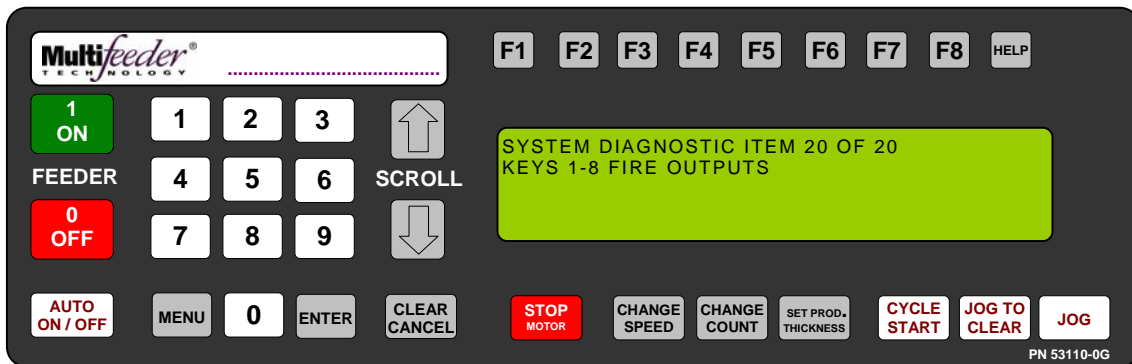 Multifeeder®
TECHNOLOGY
F1 F2 F3 F4 F5 F6 F7 F8 HELP
1
ON
FEEDER
0
OFF
1 2 3
4 5 6
7 8 9
SCROLL
SYSTEM DIAGNOSTIC ITEM 20 OF 20
KEYS 1-8 FIRE OUTPUTS
AUTO
ON / OFF
MENU
0
ENTER
CLEAR
CANCEL
STOP
MOTOR
CHANGE
SPEED
CHANGE
COUNT
SET PROD.
THICKNESS
CYCLE
START
JOG TO
CLEAR
JOG
PN 53110-0G